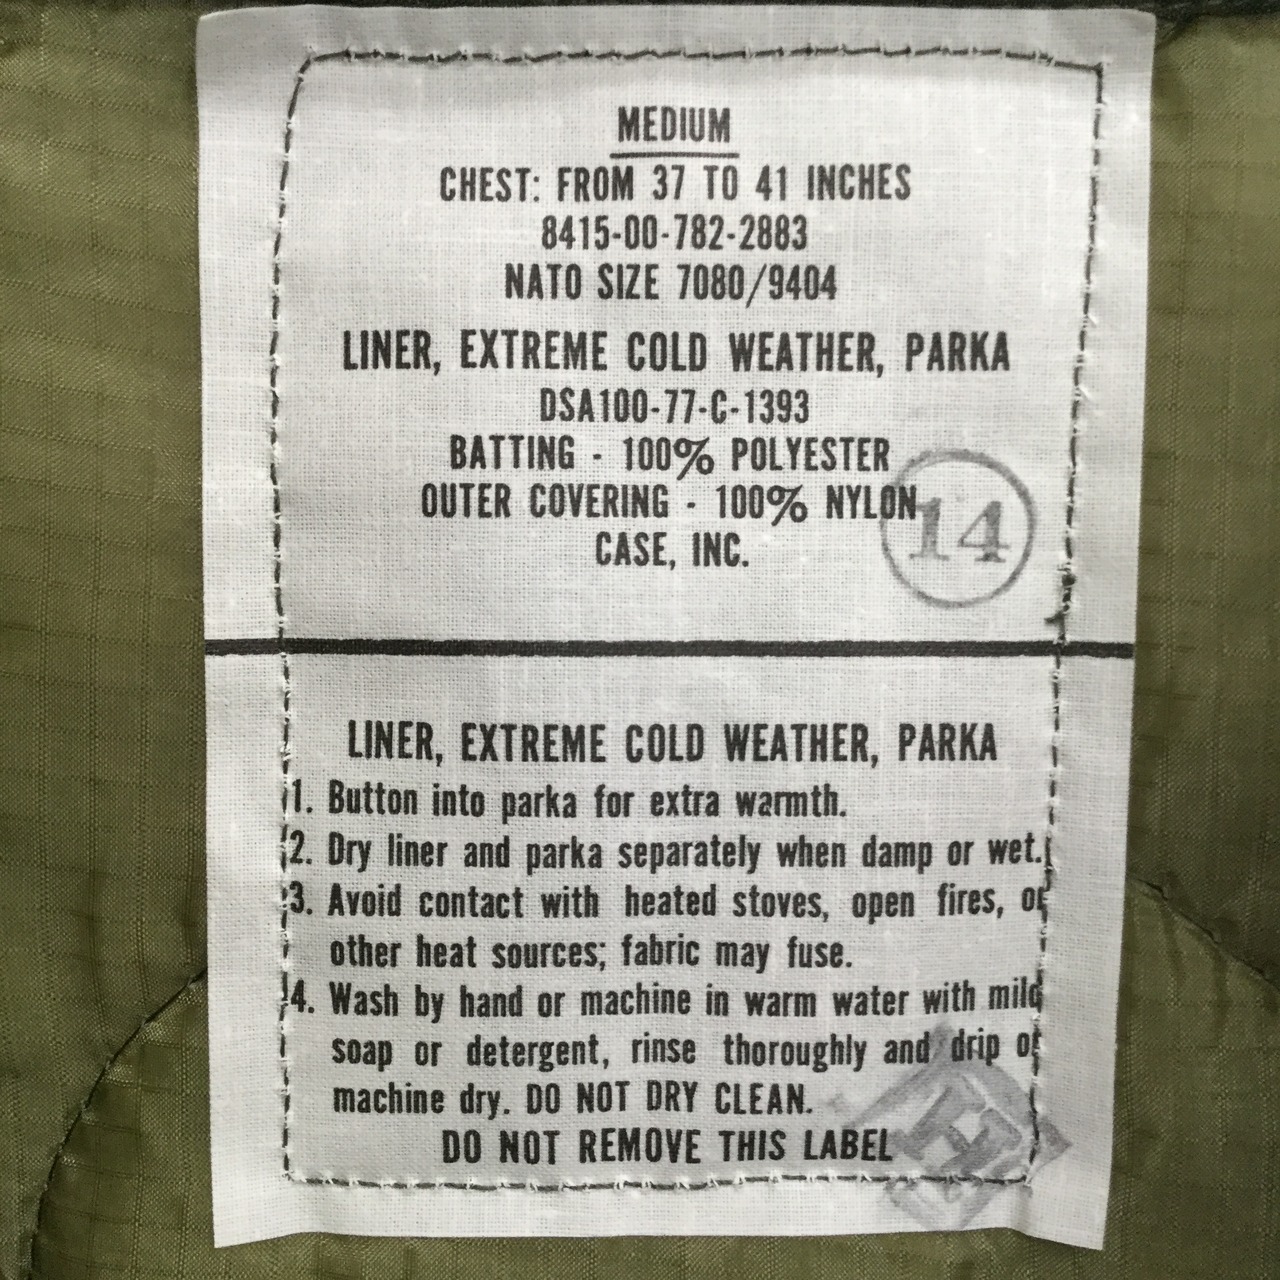 MEDIUM
CHEST: FROM 37 TO 41 INCHES
8415-00-782-2883
NATO SIZE 7080/9404
LINER, EXTREME COLD WEATHER, PARKA
DSA100-77-C-1393
BATTING - 100% POLYESTER
OUTER COVERING - 100% NYLON
14
CASE, INC.
LINER, EXTREME COLD WEATHER, PARKA
1. Button into parka for extra warmth.
2. Dry liner and parka separately when damp or wet.
3. Avoid contact with heated stoves, open fires, or
other heat sources; fabric may fuse.
4. Wash by hand or machine in warm water with mild
soap or detergent, rinse thoroughly and drip or
machine dry. DO NOT DRY CLEAN.
DO NOT REMOVE THIS LABEL